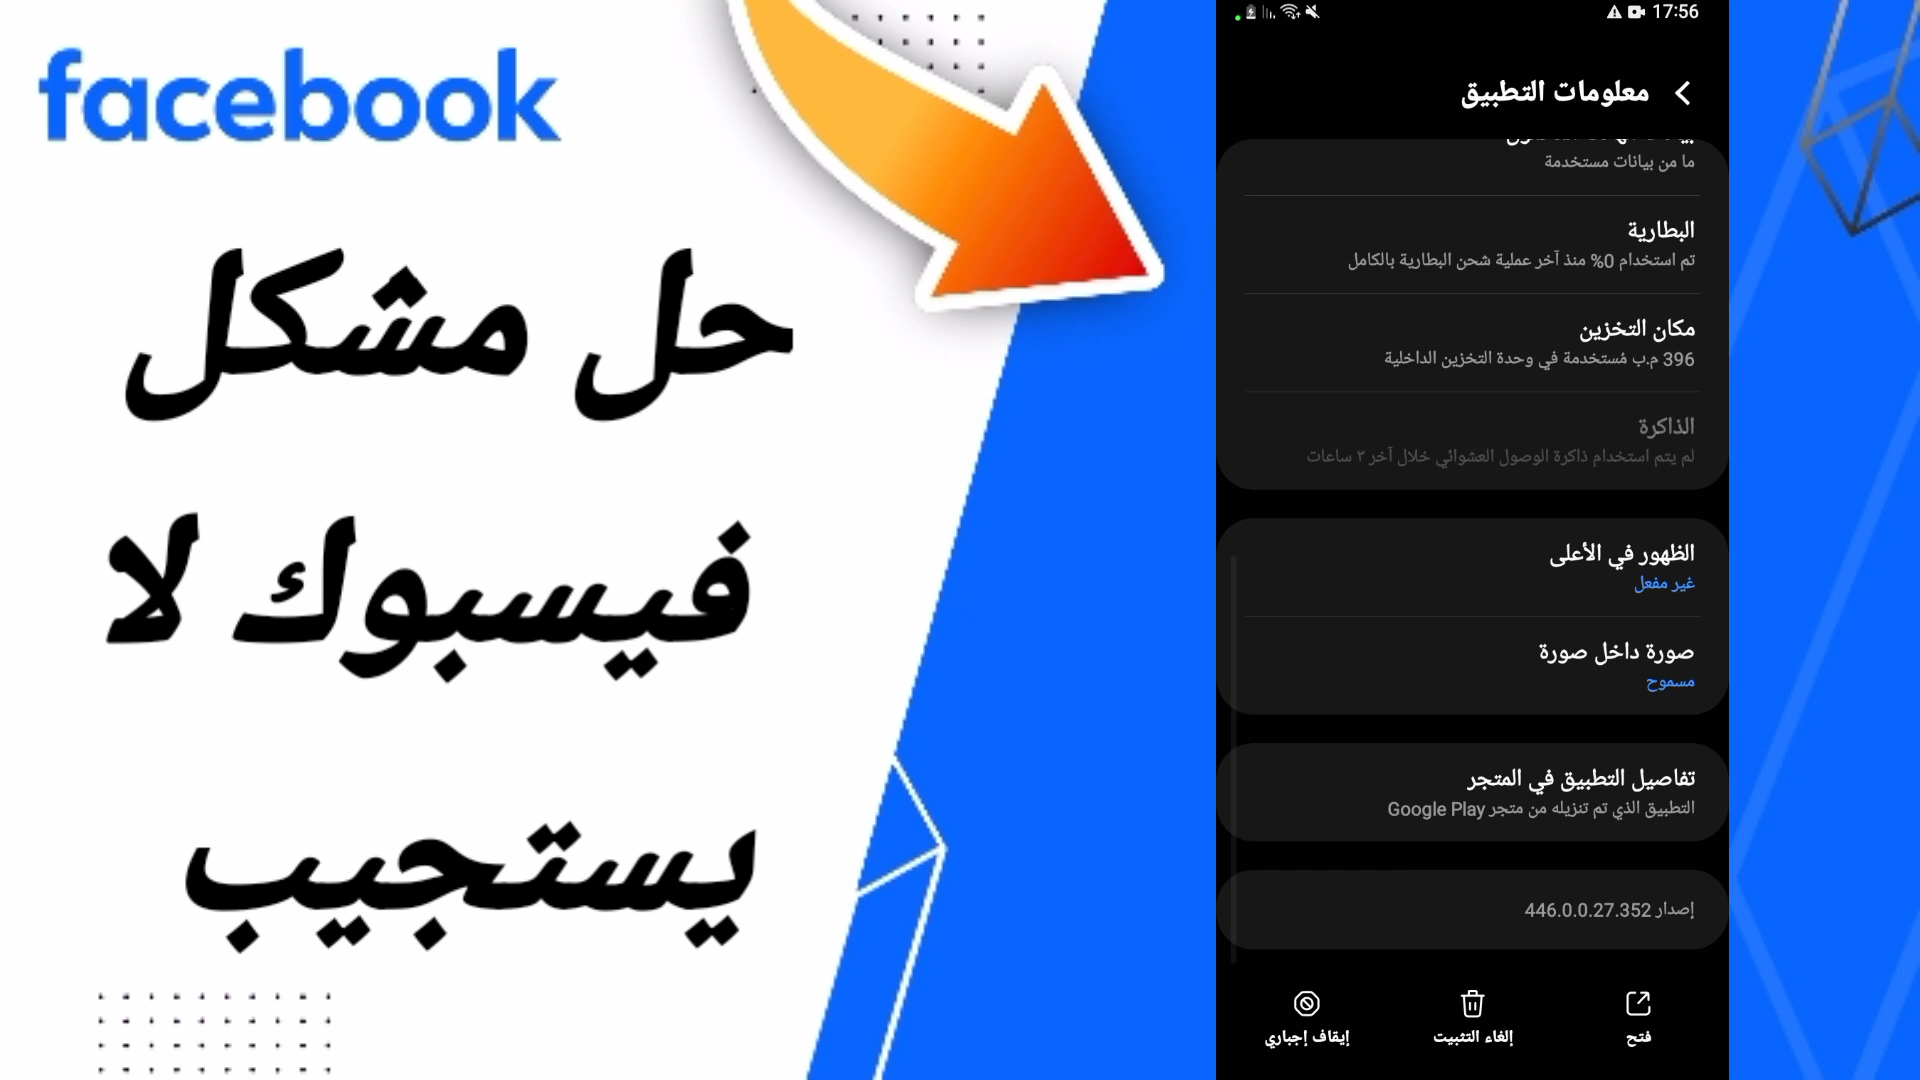 facebook
حل مشكل
فيسبوك لا
يستجيب
17:56
معلومات التطبيق
ما من بيانات مستخدمة
البطارية
تم استخدام 0% منذ آخر عملية شحن البطارية بالكامل
مكان التخزين
396 م.ب مُستخدمة في وحدة التخزين الداخلية
الذاكرة
لم يتم استخدام ذاكرة الوصول العشوائي خلال آخر ٣ ساعات
الظهور في الأعلى
غير مفعل
صورة داخل صورة
مسموح
تفاصيل التطبيق في المتجر
التطبيق الذي تم تنزيله من متجر Google Play
إصدار 446.0.0.27.352
فتح
إلغاء التثبيت
إيقاف إجباري